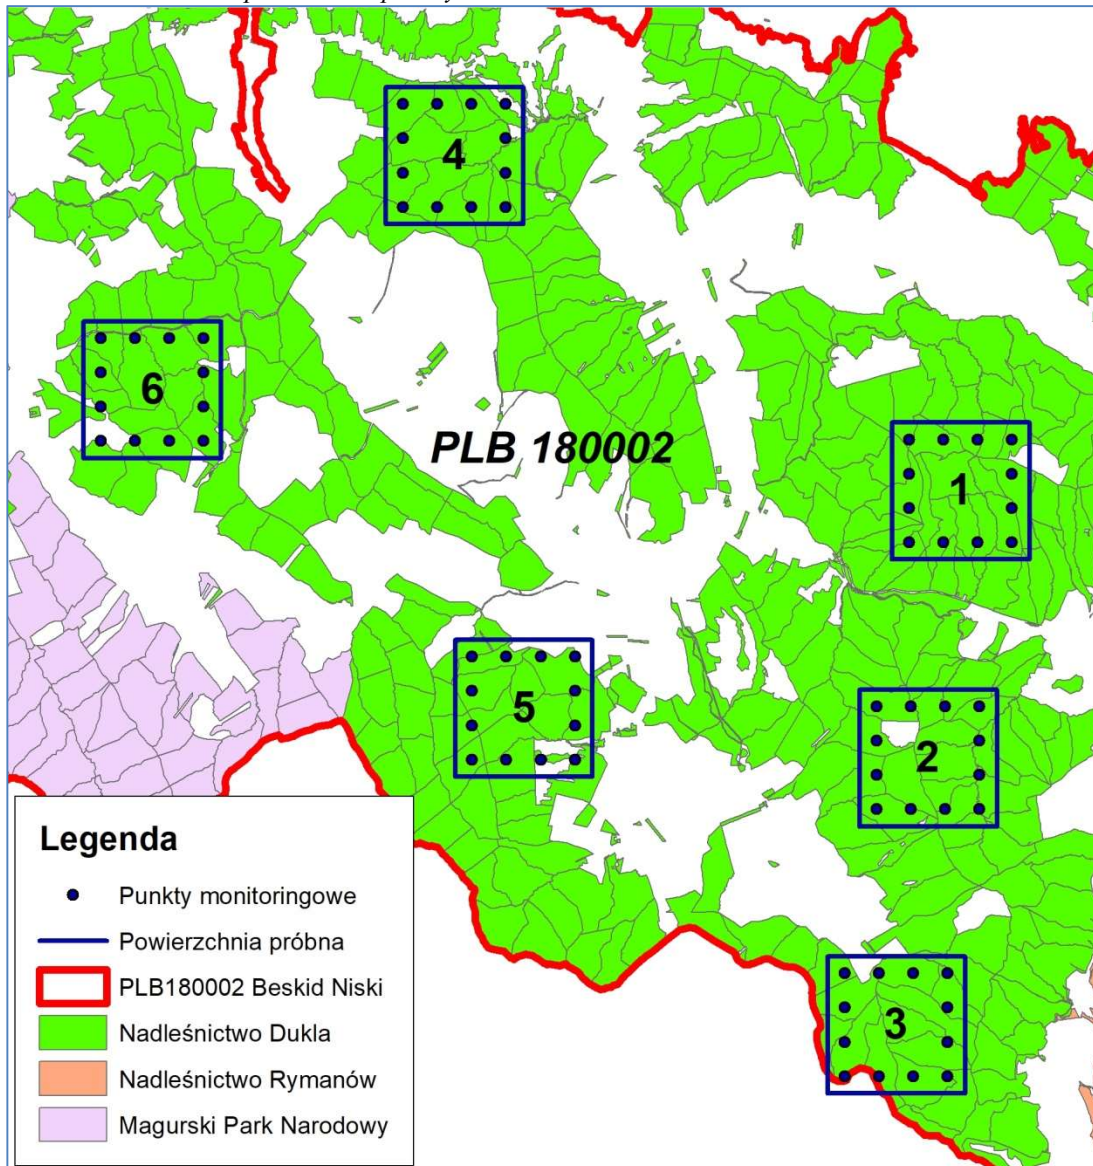 4
6
PLB 180002
1
5
2
3
Legenda
Punkty monitoringowe
Powierzchnia próbna
PLB180002 Beskid Niski
Nadleśnictwo Dukla
Nadleśnictwo Rymanów
Magurski Park Narodowy